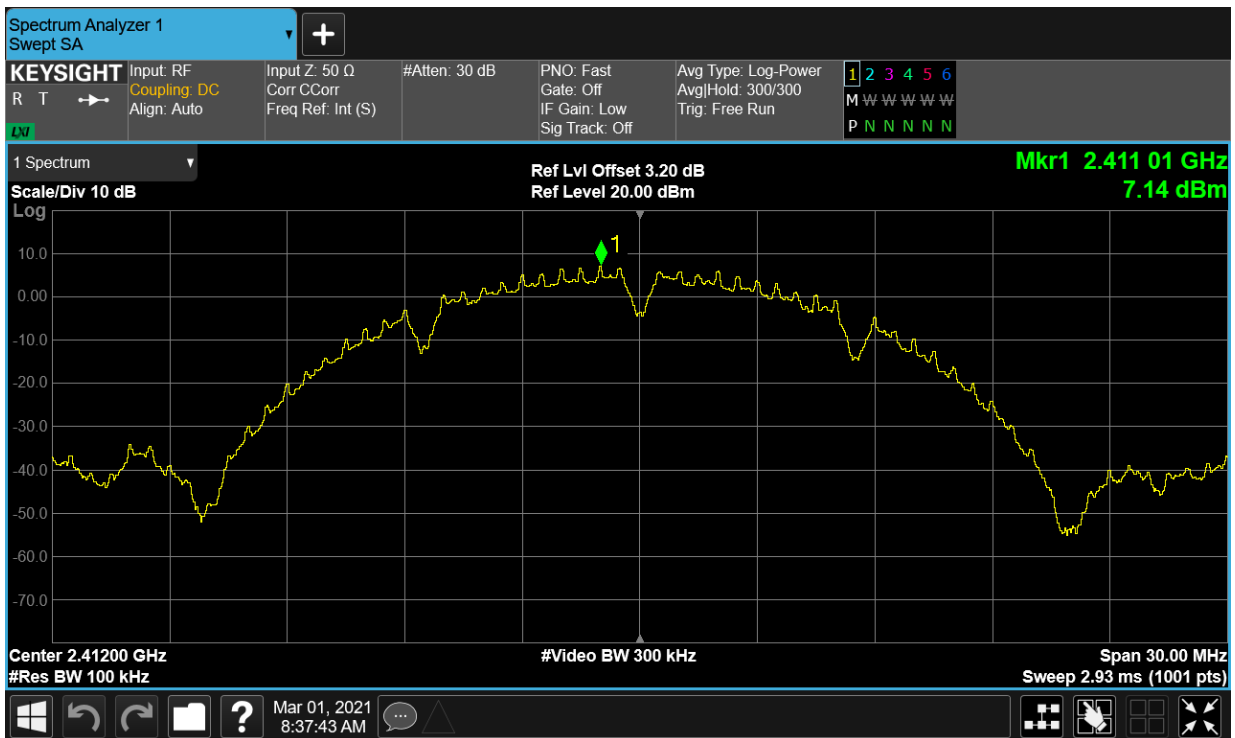 Spectrum Analyzer 1
Swept SA
+
KEYSIGHT
R T
LXI
Input: RF
Coupling: DC
Align: Auto
Input Z: 50 Ω
Corr CCorr
Freq Ref: Int (S)
#Atten: 30 dB
PNO: Fast
Gate: Off
IF Gain: Low
Sig Track: Off
Avg Type: Log-Power
Avg|Hold: 300/300
Trig: Free Run
1 2 3 4 5 6
M W W W W W
P N N N N N
1 Spectrum
Scale/Div 10 dB
Log
Ref Lvl Offset 3.20 dB
Ref Level 20.00 dBm
Mkr1 2.411 01 GHz
7.14 dBm
1
10.0
0.00
-10.0
-20.0
-30.0
-40.0
-50.0
-60.0
-70.0
Center 2.41200 GHz
#Res BW 100 kHz
#Video BW 300 kHz
Span 30.00 MHz
Sweep 2.93 ms (1001 pts)
?
Mar 01, 2021
8:37:43 AM